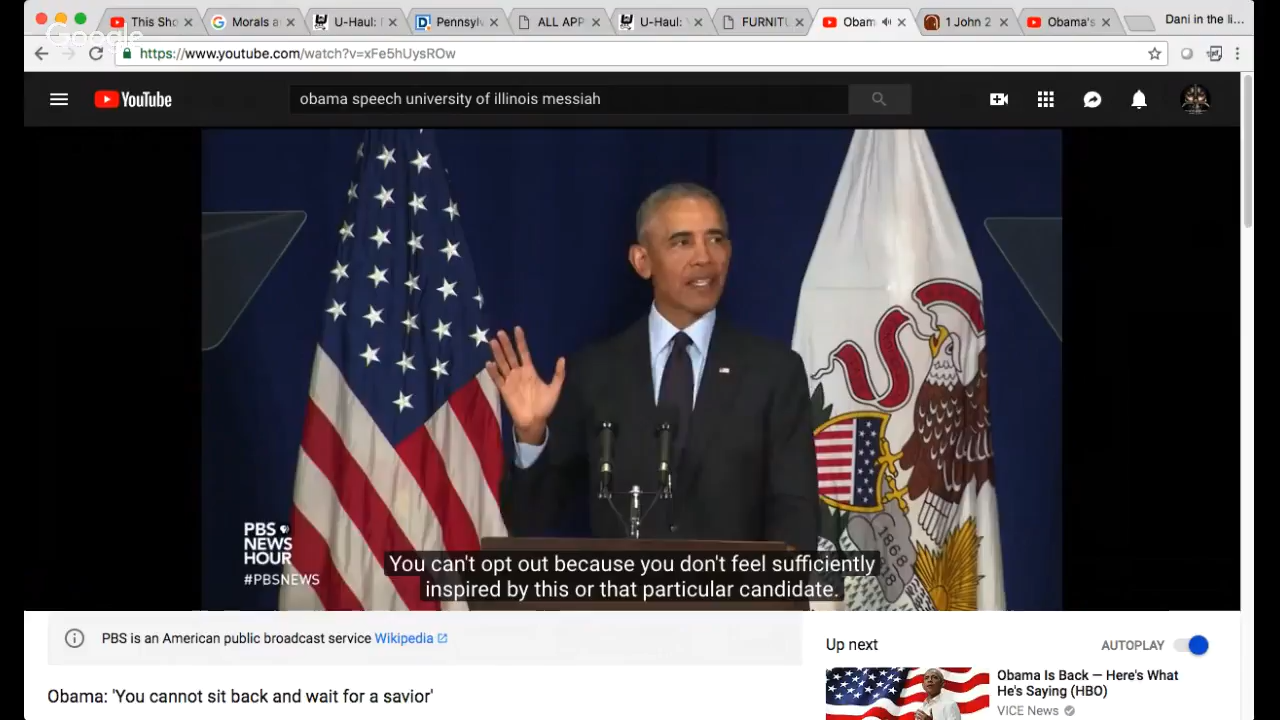 This Sho
Morals a
U-Haul:
Pennsyl
ALL APP
U-Haul:
FURNIT
Obam
1 John 2
Obama's
Dani in the li...
Google
https://www.youtube.com/watch?v=xFe5hUysROw
YouTube
obama speech university of illinois messiah
1868
PBS
NEWS
HOUR
#PBSNEWS
You can't opt out because you don't feel sufficiently
inspired by this or that particular candidate.
PBS is an American public broadcast service Wikipedia
Up next
AUTOPLAY
Obama: 'You cannot sit back and wait for a savior'
Obama Is Back — Here's What
He's Saying (HBO)
VICE News